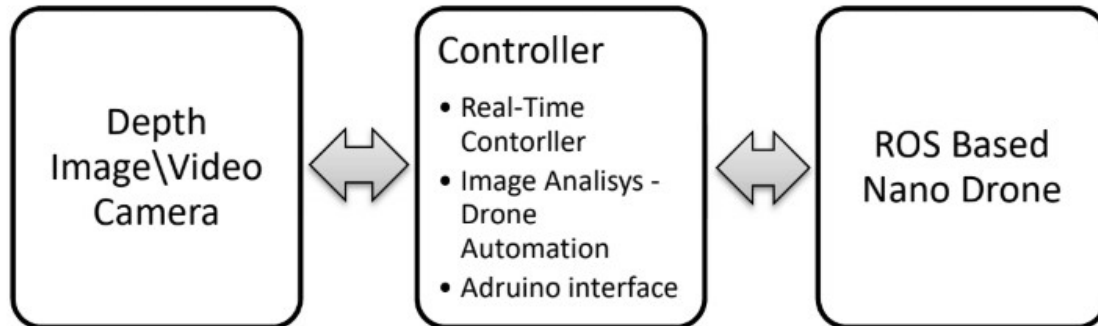 Depth
Image\Video
Camera
Controller
• Real-Time
Contorller
• Image Analisys -
Drone
Automation
• Adruino interface
ROS Based
Nano Drone